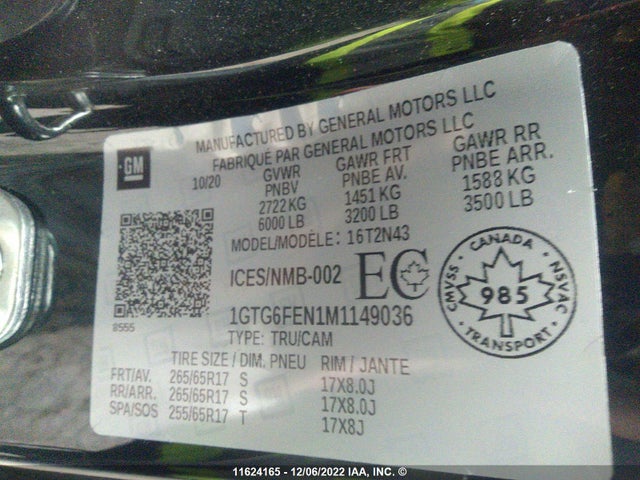 MANUFACTURED BY GENERAL MOTORS LLC
FABRIQUÉ PAR GENERAL MOTORS LLC
GM
10/20
GVWR GAWR FRT GAWR RR
PNBV PNBE AV. PNBE ARR.
2722 KG 1451 KG 1588 KG
6000 LB 3200 LB 3500 LB
MODEL/MODÈLE: 16T2N43
ICES/NMB-002 EC
8555
1GTG6FEN1M1149036
TYPE: TRU/CAM
CANADA
CMVSS 985 NSVAC
TRANSPORT
TIRE SIZE / DIM. PNEU RIM / JANTE
FRT/AV. 265/65R17 S 17X8.0J
RR/ARR. 265/65R17 S 17X8.0J
SPA/SOS 255/65R17 T 17X8J
11624165 - 12/06/2022 IAA, INC. ©